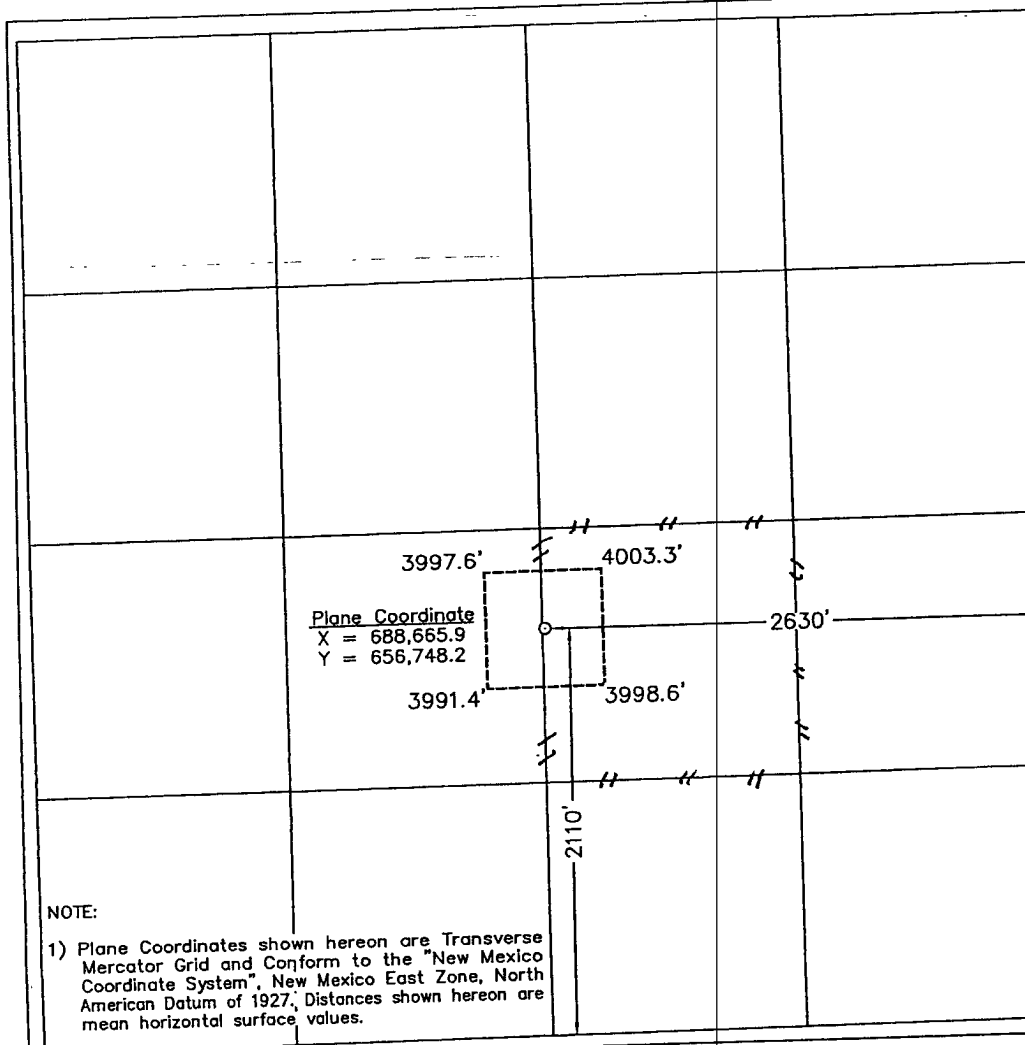 3997.6'
4003.3'
Plane Coordinate
X = 688,665.9
Y = 656,748.2
2630'
3991.4'
3998.6'
2110'
NOTE:
1) Plane Coordinates shown hereon are Transverse
Mercator Grid and Conform to the "New Mexico
Coordinate System", New Mexico East Zone, North
American Datum of 1927. Distances shown hereon are
mean horizontal surface values.